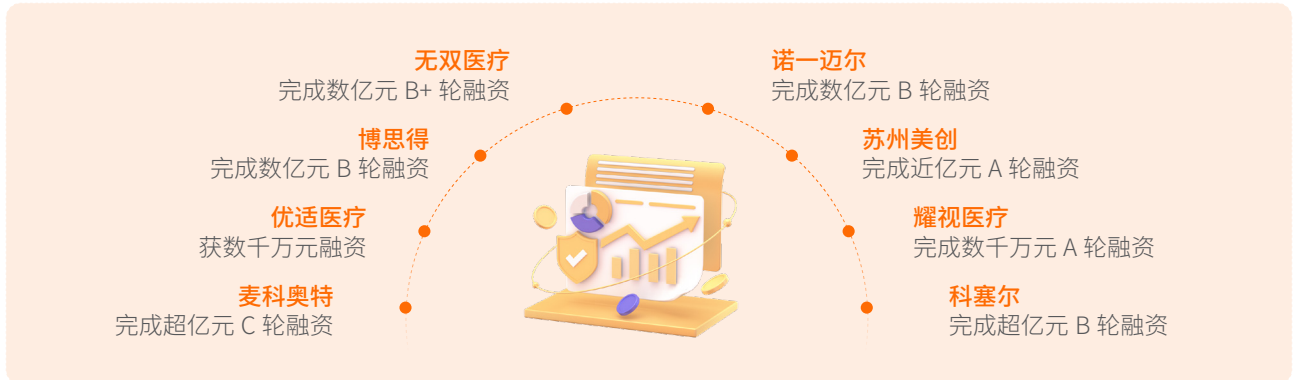 无双医疗
完成数亿元 B+ 轮融资
博思得
完成数亿元 B 轮融资
优适医疗
获数千万元融资
麦科奥特
完成超亿元 C 轮融资
诺一迈尔
完成数亿元 B 轮融资
苏州美创
完成近亿元 A 轮融资
耀视医疗
完成数千万元 A 轮融资
科塞尔
完成超亿元 B 轮融资